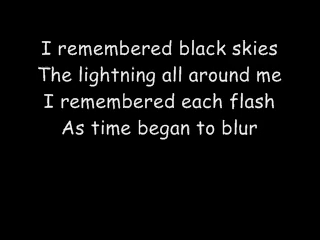 I remembered black skies
The lightning all around me
I remembered each flash
As time began to blur